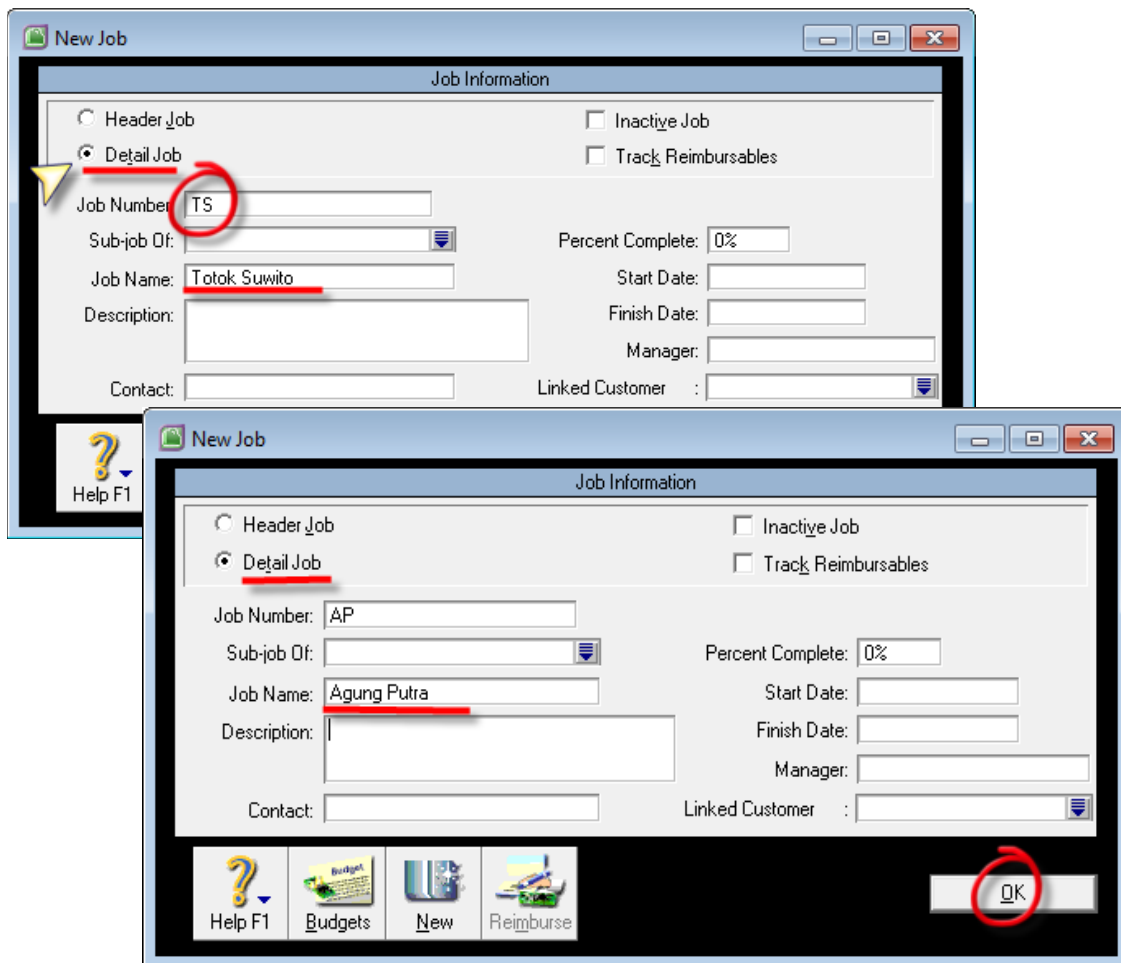 New Job
Job Information
Header Job
Inactive Job
Detail Job
Track Reimbursables
Job Number: TS
Sub-job Of:
Percent Complete: 0%
Job Name: Totok Suwito
Start Date:
Description:
Finish Date:
Manager:
Contact:
Linked Customer :
Help F1
New Job
Job Information
Header Job
Inactive Job
Detail Job
Track Reimbursables
Job Number: AP
Sub-job Of:
Percent Complete: 0%
Job Name: Agung Putra
Start Date:
Description:
Finish Date:
Manager:
Contact:
Linked Customer :
Budget
Help F1
Budgets
New
Reimburse
OK